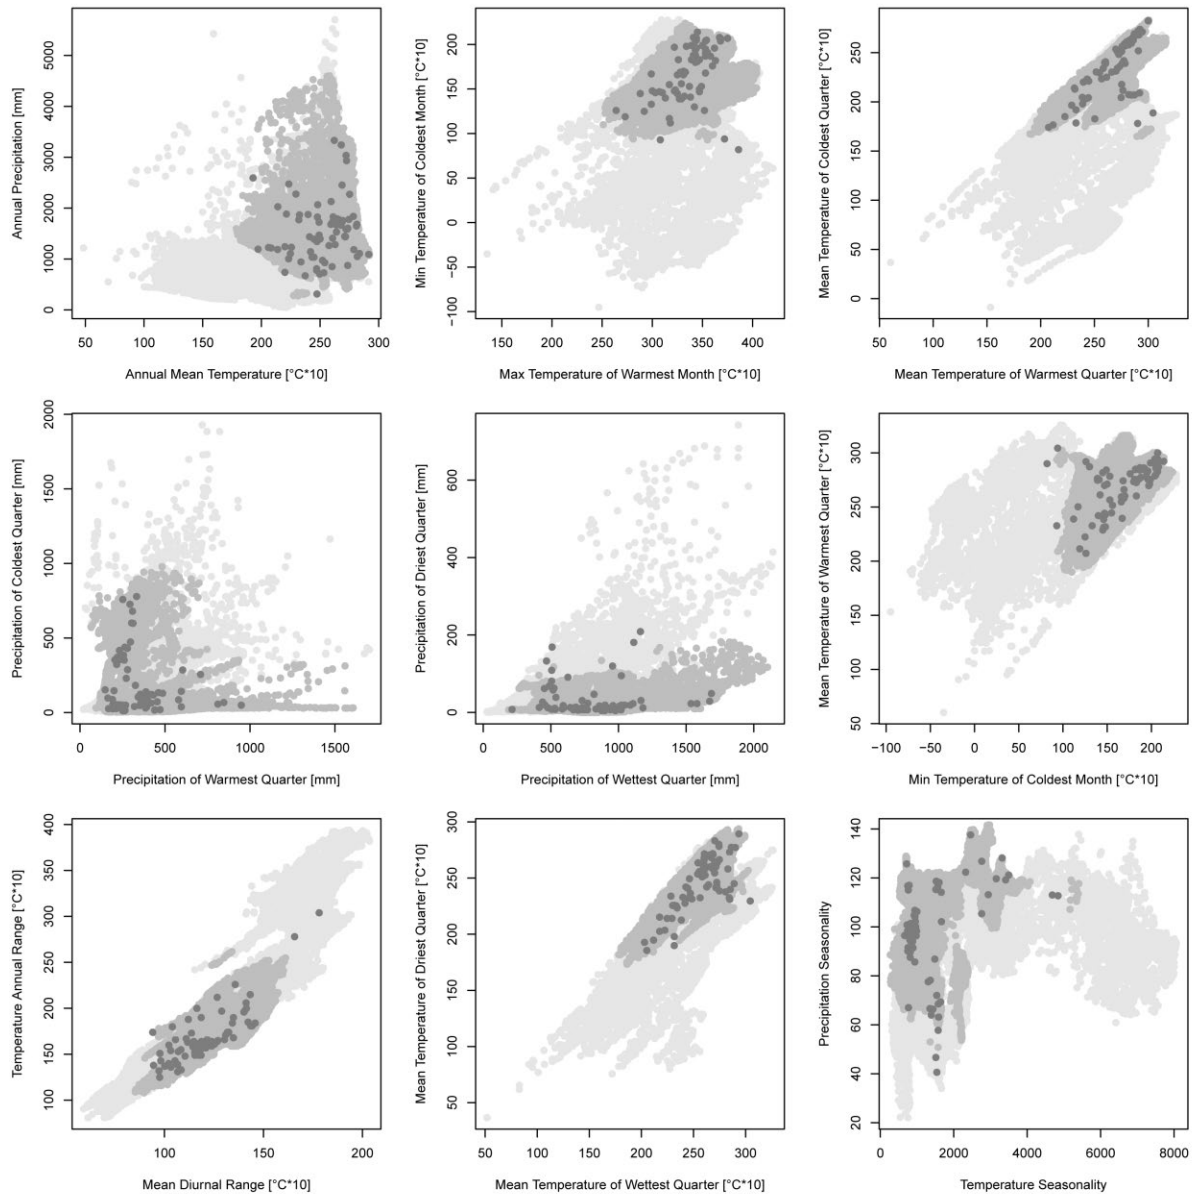 Annual Precipitation [mm]
0 1000 2000 3000 4000 5000
50 100 150 200 250 300
Annual Mean Temperature [°C*10]
Min Temperature of Coldest Month [°C*10]
−100 −50 0 50 100 150 200
150 200 250 300 350 400
Max Temperature of Warmest Month [°C*10]
Mean Temperature of Coldest Quarter [°C*10]
0 50 100 150 200 250
50 100 150 200 250 300
Mean Temperature of Warmest Quarter [°C*10]
Precipitation of Coldest Quarter [mm]
0 500 1000 1500 2000
0 500 1000 1500
Precipitation of Warmest Quarter [mm]
Precipitation of Driest Quarter [mm]
0 200 400 600
0 500 1000 1500 2000
Precipitation of Wettest Quarter [mm]
Mean Temperature of Warmest Quarter [°C*10]
50 100 150 200 250 300
−100 −50 0 50 100 150 200
Min Temperature of Coldest Month [°C*10]
Temperature Annual Range [°C*10]
100 150 200 250 300 350 400
100 150 200
Mean Diurnal Range [°C*10]
Mean Temperature of Driest Quarter [°C*10]
50 100 150 200 250 300
50 100 150 200 250 300
Mean Temperature of Wettest Quarter [°C*10]
Precipitation Seasonality
20 40 60 80 100 120 140
0 2000 4000 6000 8000
Temperature Seasonality